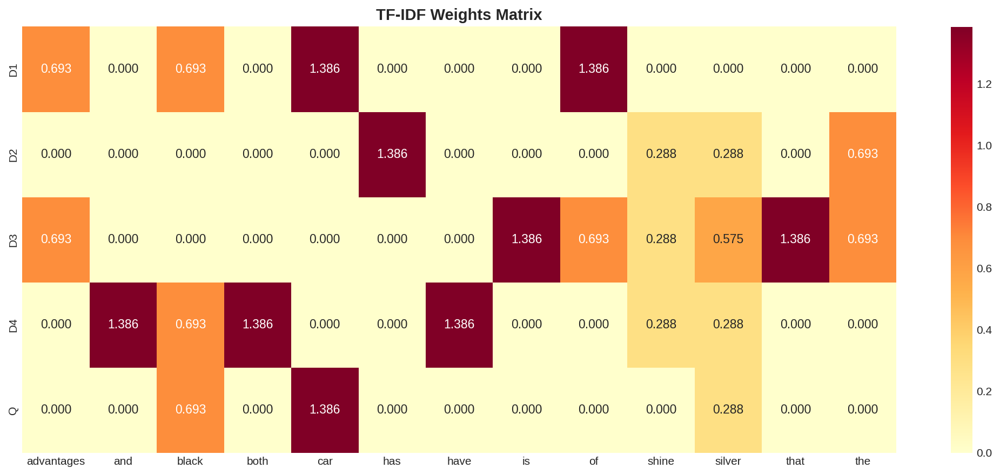 TF-IDF Weights Matrix
D1 0.693 0.000 0.693 0.000 1.386 0.000 0.000 0.000 1.386 0.000 0.000 0.000 0.000
D2 0.000 0.000 0.000 0.000 0.000 1.386 0.000 0.000 0.000 0.288 0.288 0.000 0.693
D3 0.693 0.000 0.000 0.000 0.000 0.000 0.000 1.386 0.693 0.288 0.575 1.386 0.693
D4 0.000 1.386 0.693 1.386 0.000 0.000 1.386 0.000 0.000 0.288 0.288 0.000 0.000
Q 0.000 0.000 0.693 0.000 1.386 0.000 0.000 0.000 0.000 0.000 0.288 0.000 0.000
advantages and black both car has have is of shine silver that the
1.2
1.0
0.8
0.6
0.4
0.2
0.0